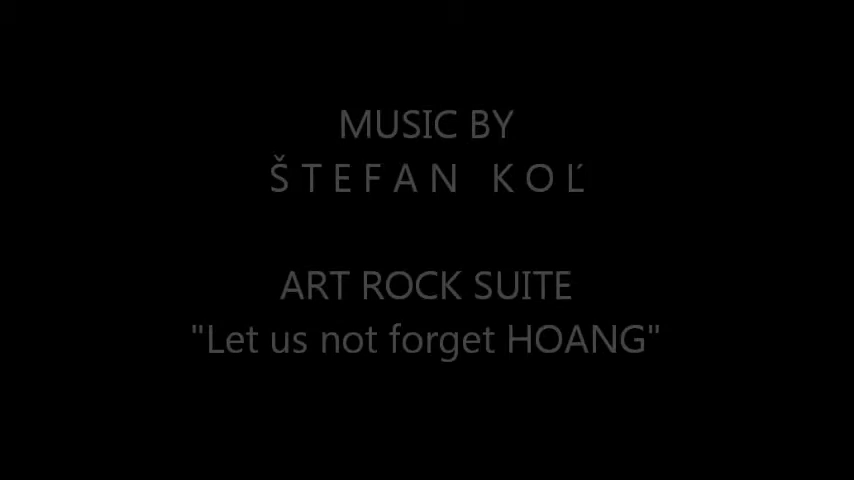 MUSIC BY
ŠTEFAN KOĽ
ART ROCK SUITE
"Let us not forget HOANG"